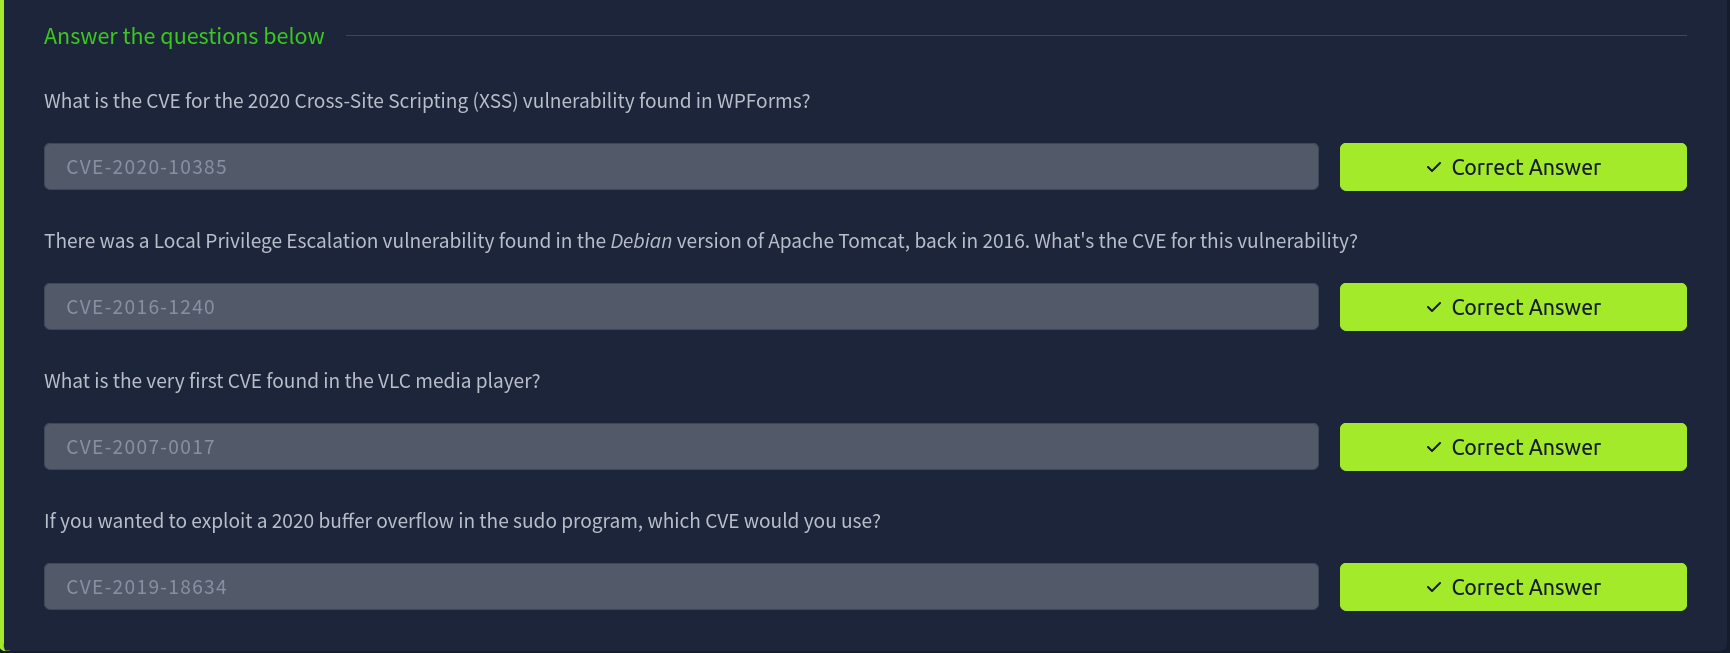 Answer the questions below
What is the CVE for the 2020 Cross-Site Scripting (XSS) vulnerability found in WPForms?
CVE-2020-10385
Correct Answer
There was a Local Privilege Escalation vulnerability found in the Debian version of Apache Tomcat, back in 2016. What's the CVE for this vulnerability?
CVE-2016-1240
Correct Answer
What is the very first CVE found in the VLC media player?
CVE-2007-0017
Correct Answer
If you wanted to exploit a 2020 buffer overflow in the sudo program, which CVE would you use?
CVE-2019-18634
Correct Answer